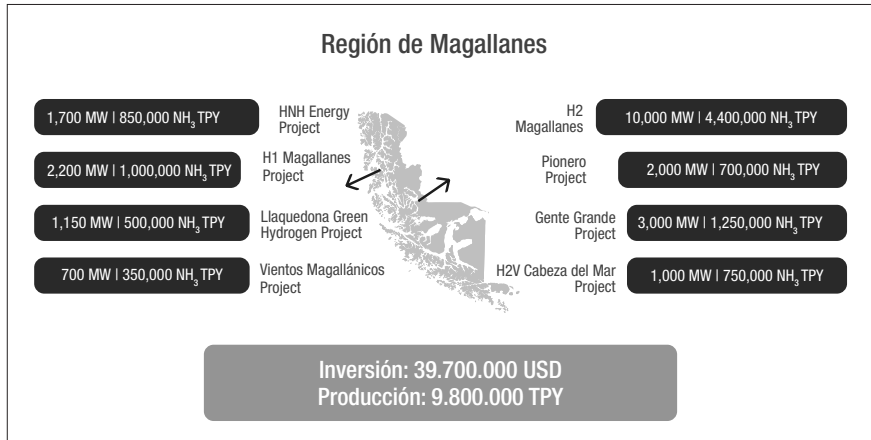 Región de Magallanes
1,700 MW | 850,000 NH₃ TPY
HNH Energy
Project
2,200 MW | 1,000,000 NH₃ TPY
H1 Magallanes
Project
1,150 MW | 500,000 NH₃ TPY
Llaquedona Green
Hydrogen Project
700 MW | 350,000 NH₃ TPY
Vientos Magallánicos
Project
H2
Magallanes
10,000 MW | 4,400,000 NH₃ TPY
Pionero
Project
2,000 MW | 700,000 NH₃ TPY
Gente Grande
Project
3,000 MW | 1,250,000 NH₃ TPY
H2V Cabeza del Mar
Project
1,000 MW | 750,000 NH₃ TPY
Inversión: 39.700.000 USD
Producción: 9.800.000 TPY